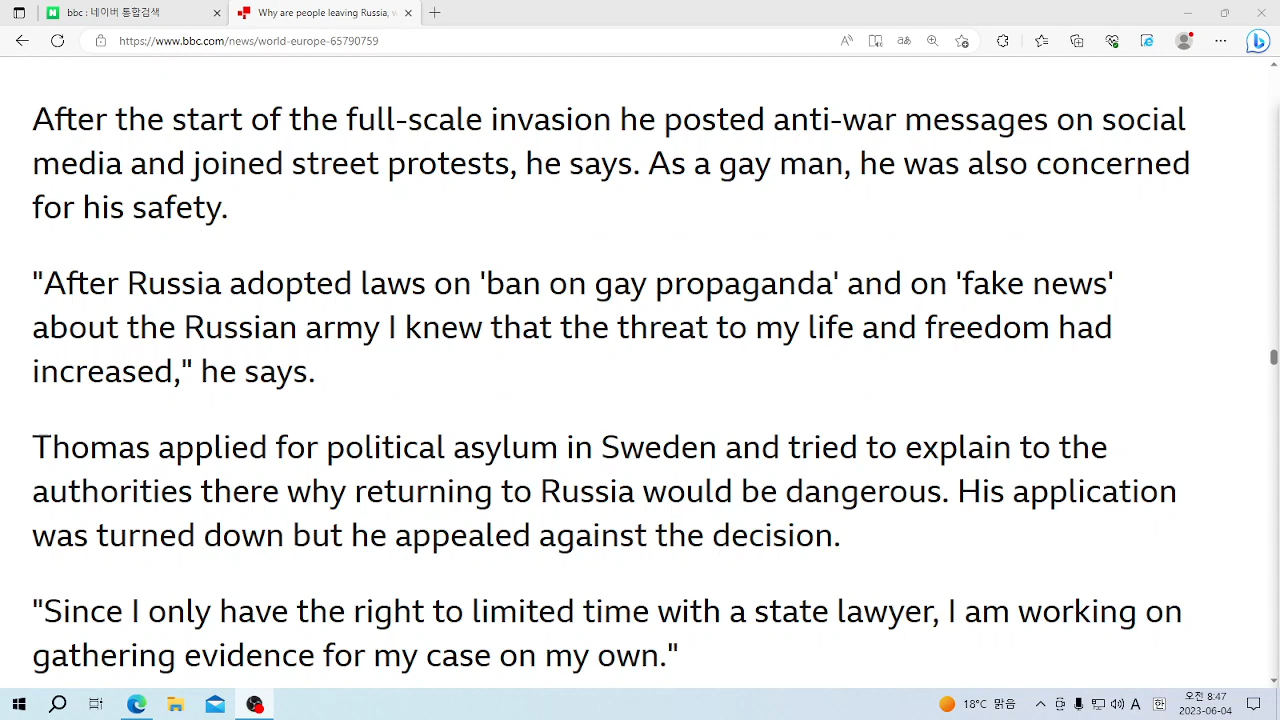 bbc : 네이버 통합검색
Why are people leaving Russia, w
https://www.bbc.com/news/world-europe-65790759
After the start of the full-scale invasion he posted anti-war messages on social
media and joined street protests, he says. As a gay man, he was also concerned
for his safety.
"After Russia adopted laws on 'ban on gay propaganda' and on 'fake news'
about the Russian army I knew that the threat to my life and freedom had
increased," he says.
Thomas applied for political asylum in Sweden and tried to explain to the
authorities there why returning to Russia would be dangerous. His application
was turned down but he appealed against the decision.
"Since I only have the right to limited time with a state lawyer, I am working on
gathering evidence for my case on my own."
18°C 맑음
A
오전 8:47
2023-06-04